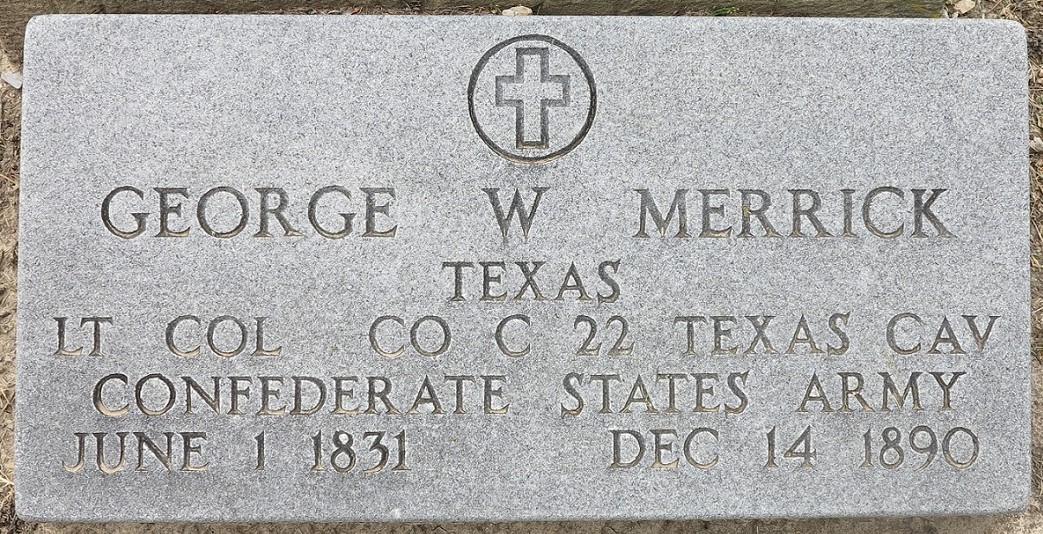 GEORGE W MERRICK
TEXAS
LT COL CO C 22 TEXAS CAV
CONFEDERATE STATES ARMY
JUNE 1 1831 DEC 14 1890